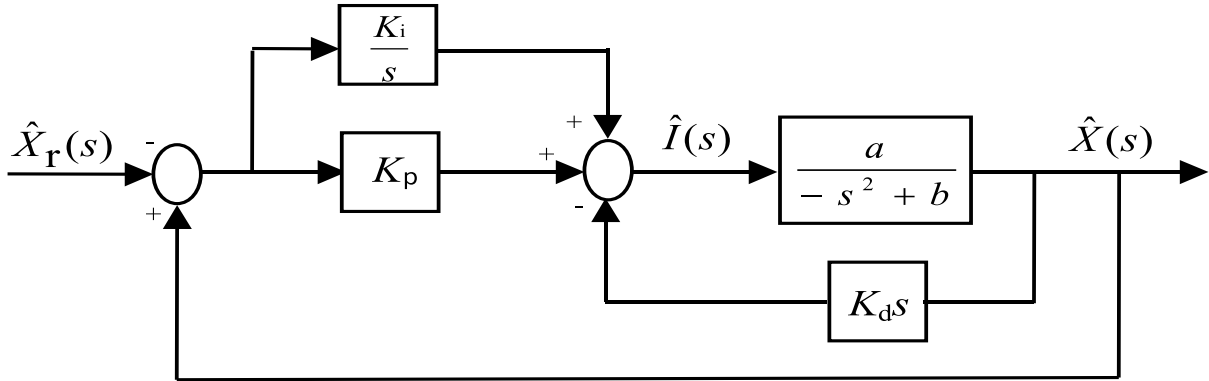 Ki
s
X̂r(s)
-
+
Kp
+
+
-
Î(s)
a
- s² + b
X̂(s)
Kds